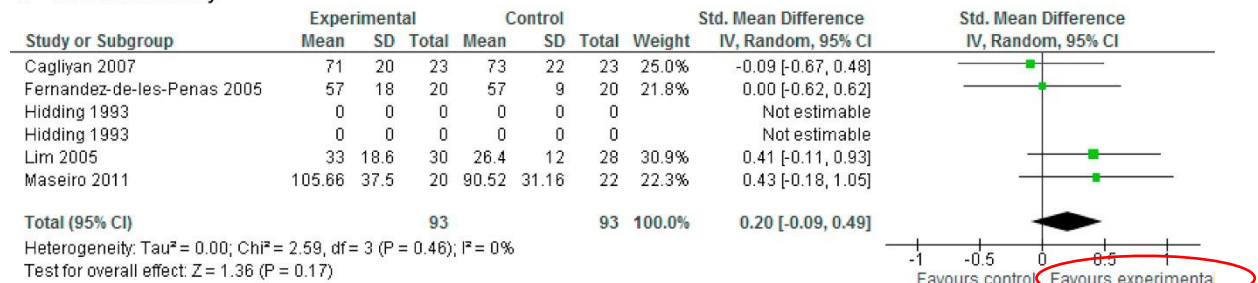 Experimental Control Std. Mean Difference Std. Mean Difference
Study or Subgroup Mean SD Total Mean SD Total Weight IV, Random, 95% CI IV, Random, 95% CI
Cagliyan 2007 71 20 23 73 22 23 25.0% -0.09 [-0.67, 0.48]
Fernandez-de-les-Penas 2005 57 18 20 57 9 20 21.8% 0.00 [-0.62, 0.62]
Hidding 1993 0 0 0 0 0 0 Not estimable
Hidding 1993 0 0 0 0 0 0 Not estimable
Lim 2005 33 18.6 30 26.4 12 28 30.9% 0.41 [-0.11, 0.93]
Maseiro 2011 105.66 37.5 20 90.52 31.16 22 22.3% 0.43 [-0.18, 1.05]
Total (95% CI) 93 93 100.0% 0.20 [-0.09, 0.49]
Heterogeneity: Tau² = 0.00; Chi² = 2.59, df = 3 (P = 0.46); I² = 0%
Test for overall effect: Z = 1.36 (P = 0.17)
-1 -0.5 0 0.5 1
Favours control Favours experimental